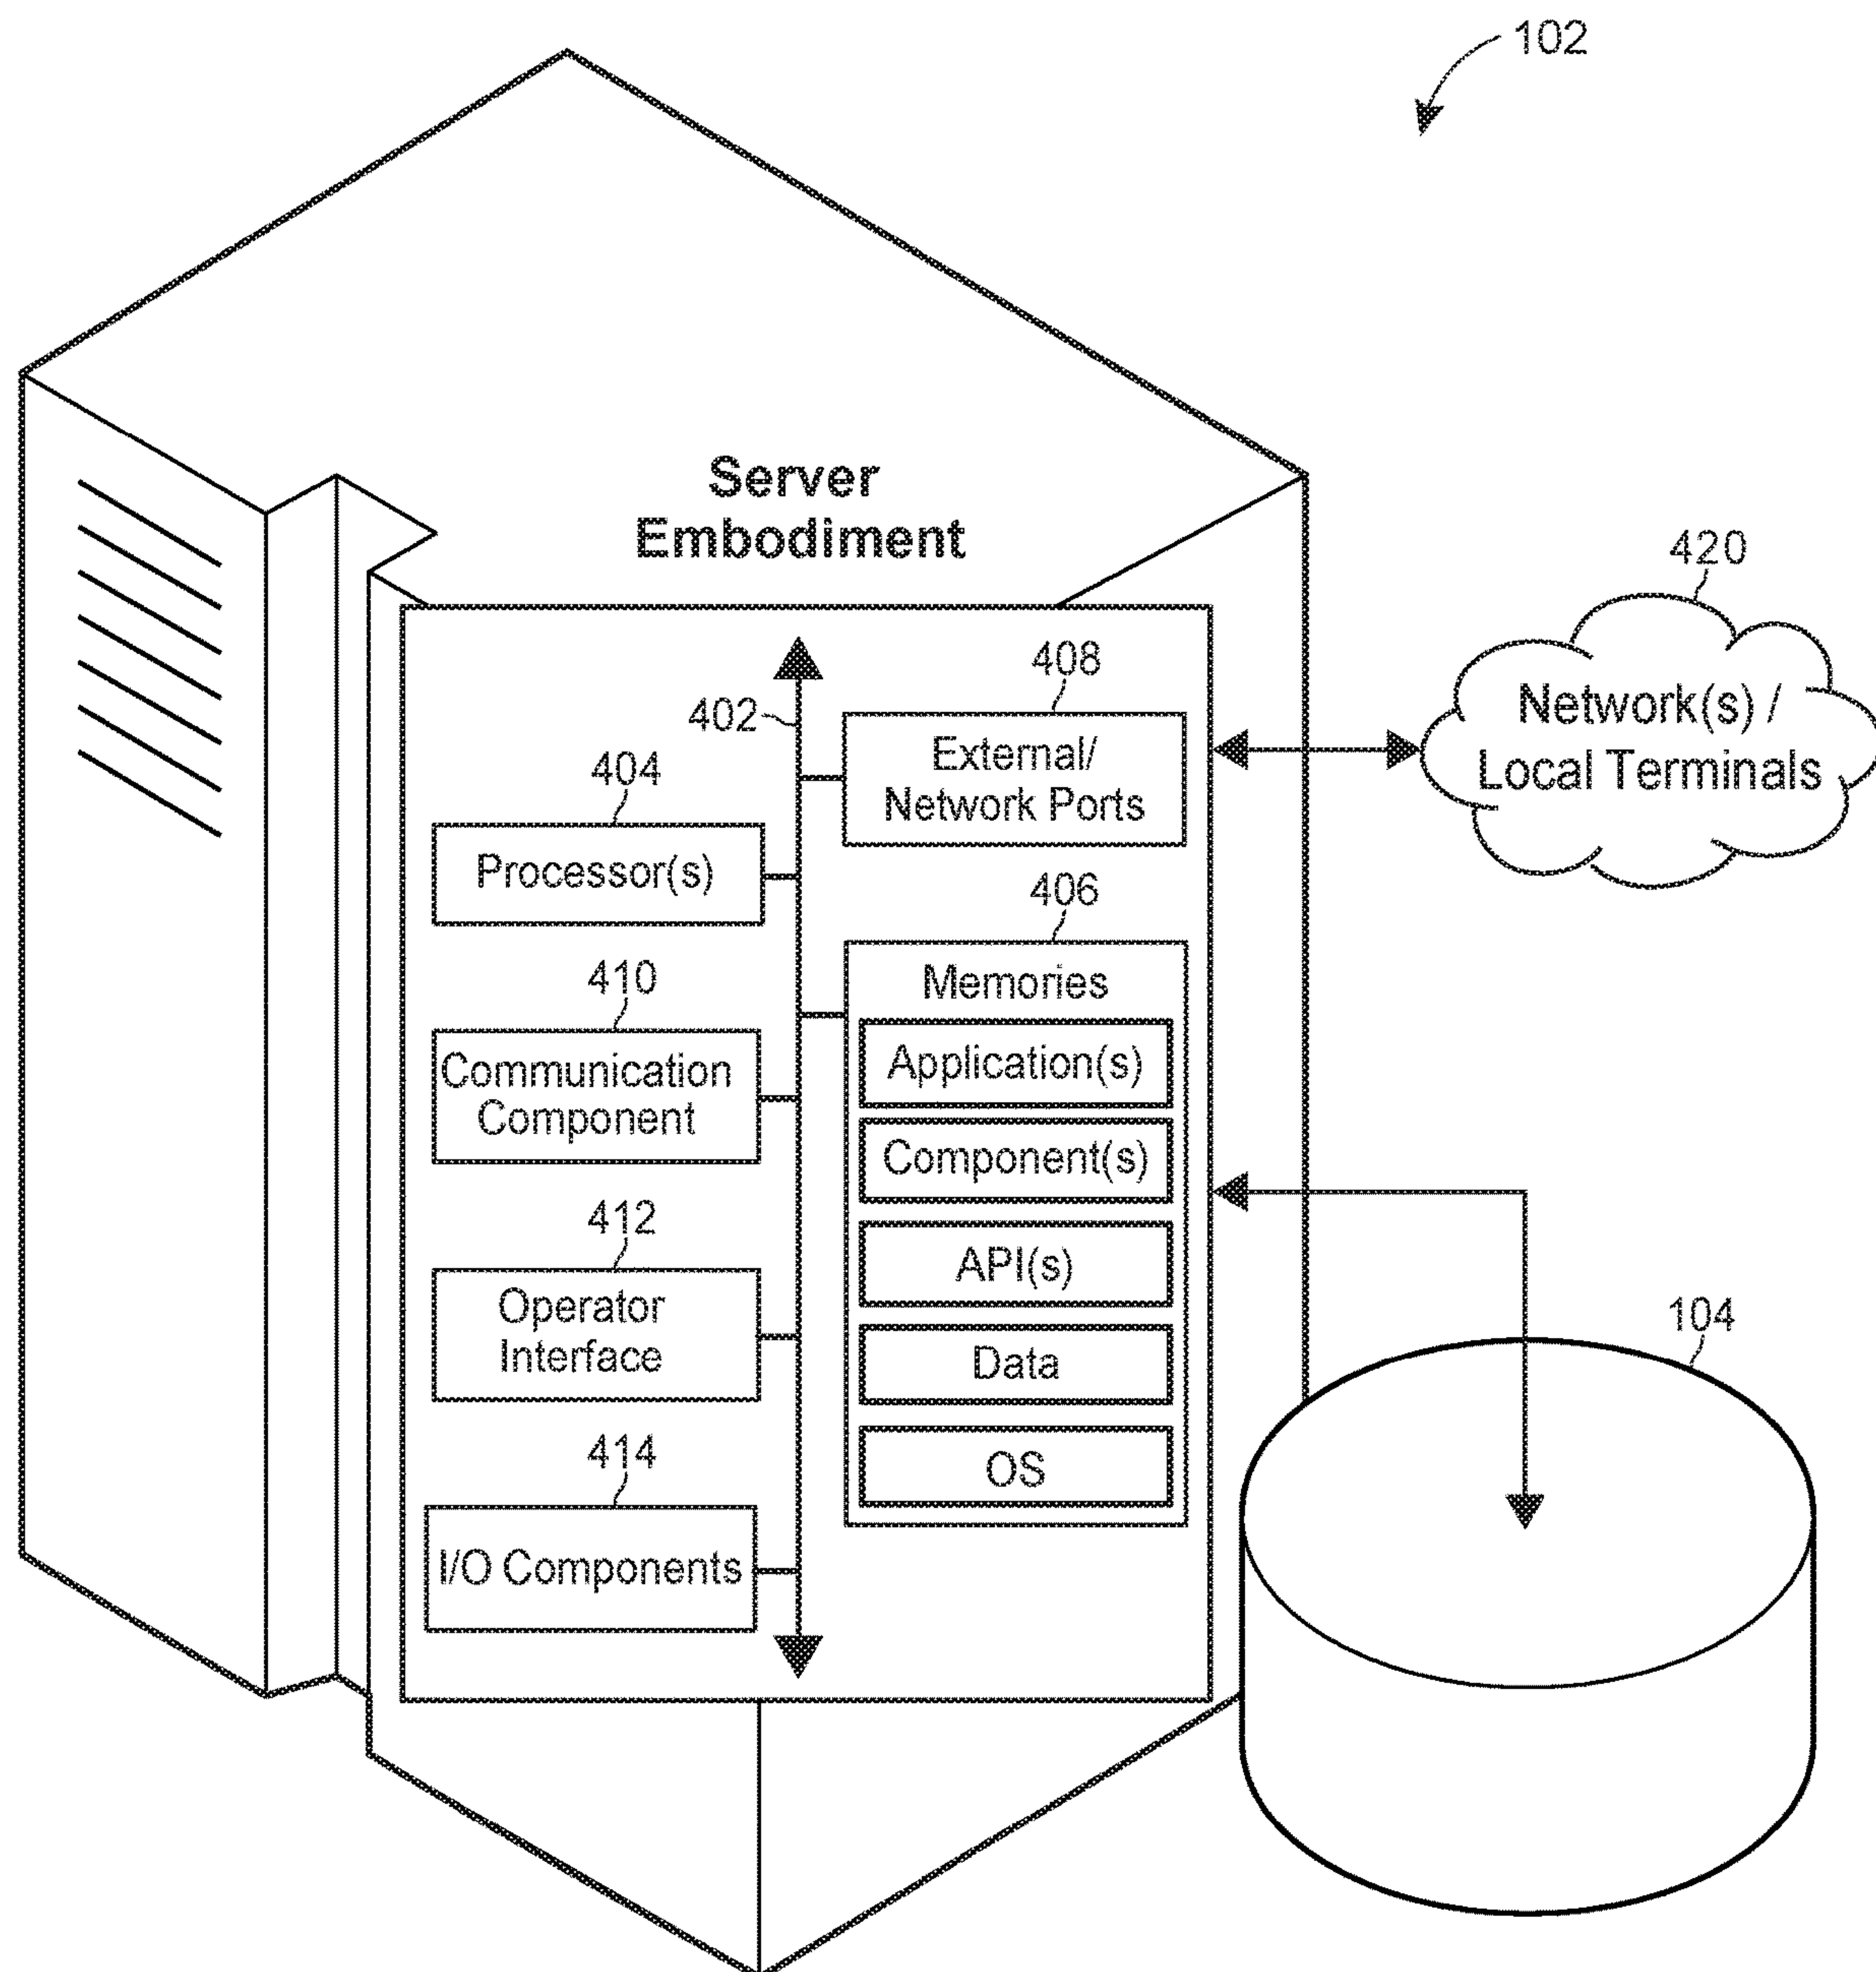 102
Server
Embodiment
420
Network(s) /
Local Terminals
402
408
External/
Network Ports
404
Processor(s)
406
Memories
Application(s)
Component(s)
API(s)
Data
OS
410
Communication
Component
412
Operator
Interface
414
I/O Components
104